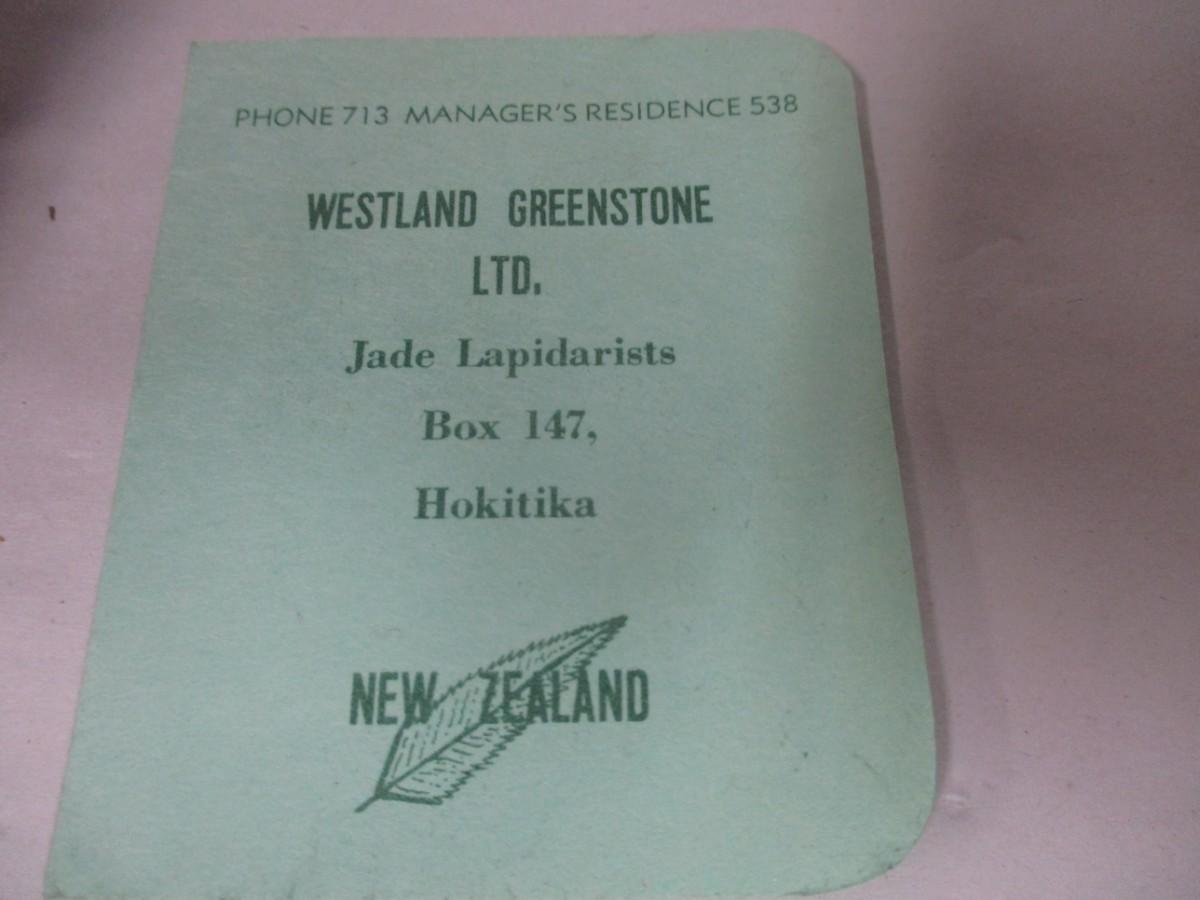 PHONE 713 MANAGER'S RESIDENCE 538
WESTLAND GREENSTONE
LTD.
Jade Lapidarists
Box 147,
Hokitika
NEW ZEALAND